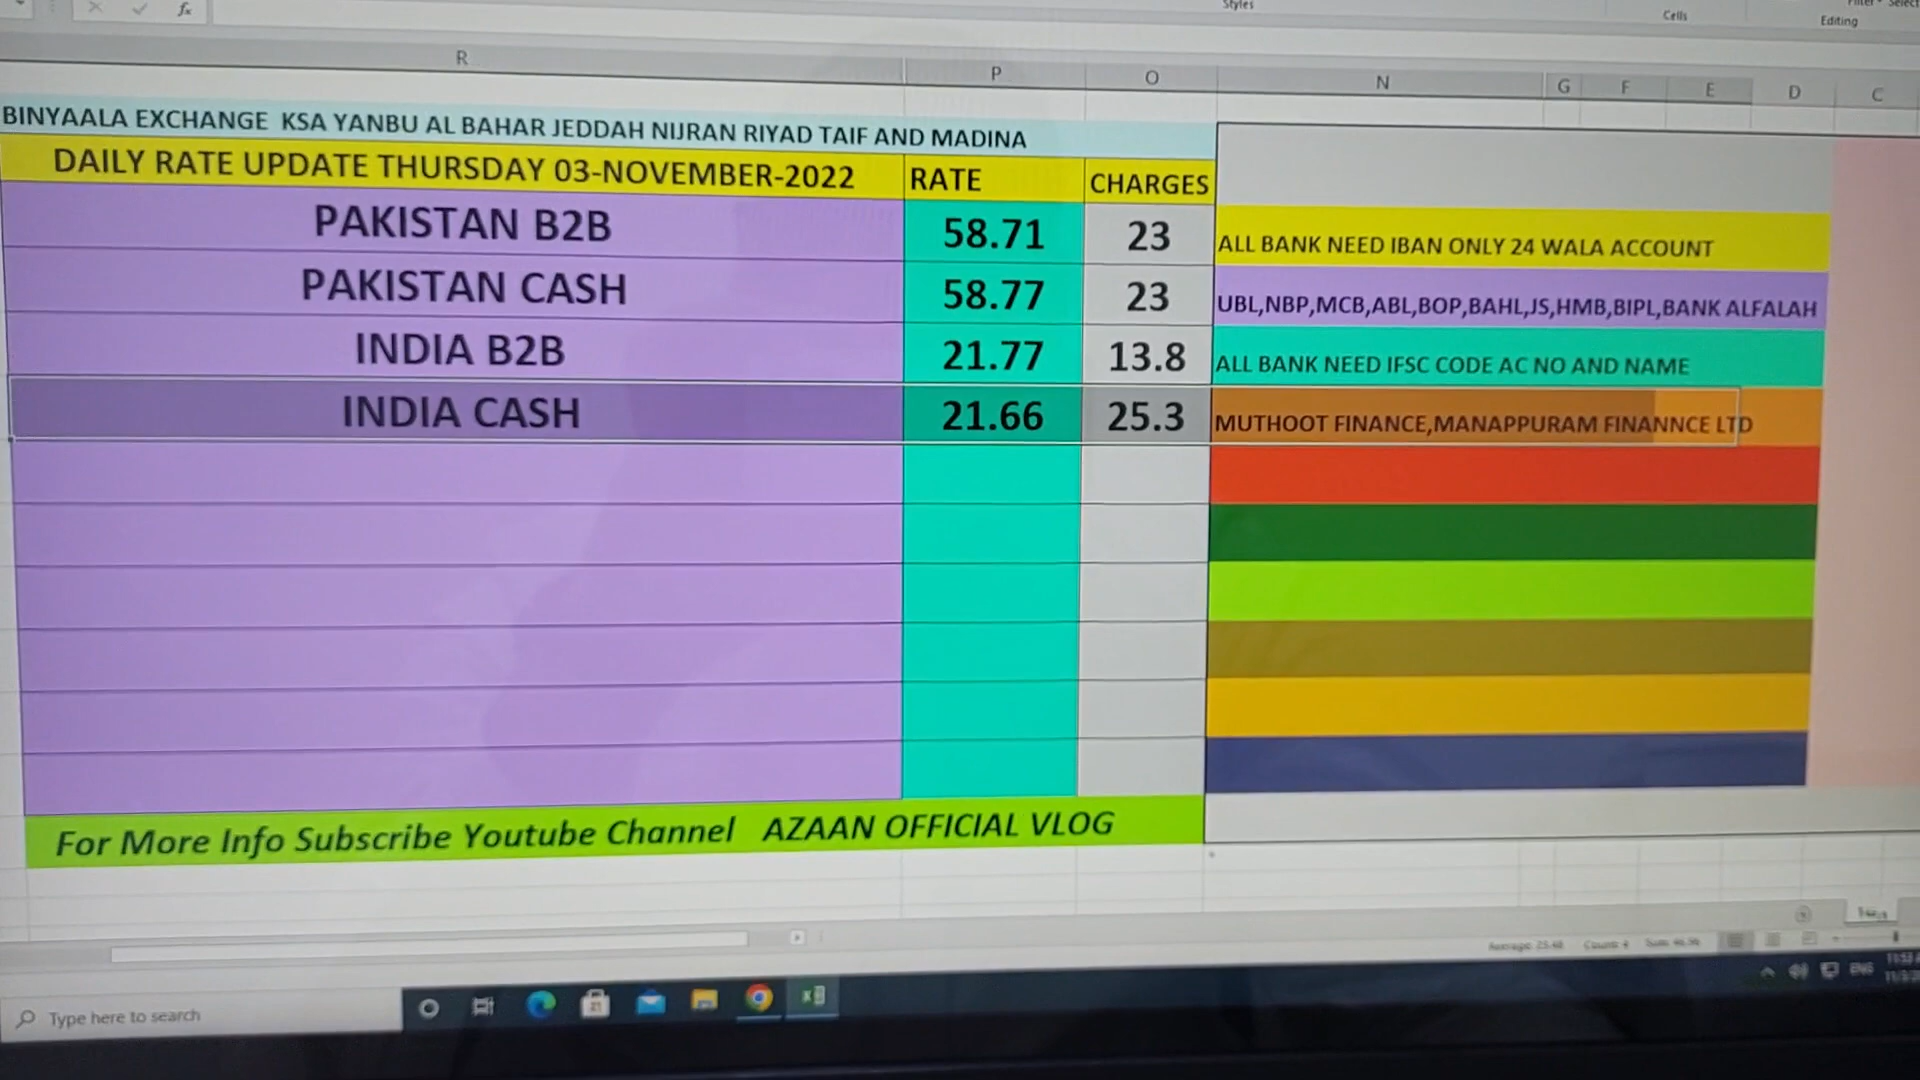 Styles
Cells
Editing
R P O N G F E D C
BINYAALA EXCHANGE KSA YANBU AL BAHAR JEDDAH NIJRAN RIYAD TAIF AND MADINA
DAILY RATE UPDATE THURSDAY 03-NOVEMBER-2022 RATE CHARGES
PAKISTAN B2B 58.71 23 ALL BANK NEED IBAN ONLY 24 WALA ACCOUNT
PAKISTAN CASH 58.77 23 UBL,NBP,MCB,ABL,BOP,BAHL,JS,HMB,BIPL,BANK ALFALAH
INDIA B2B 21.77 13.8 ALL BANK NEED IFSC CODE AC NO AND NAME
INDIA CASH 21.66 25.3 MUTHOOT FINANCE,MANAPPURAM FINANNCE LTD
For More Info Subscribe Youtube Channel AZAAN OFFICIAL VLOG
Type here to search
ENG